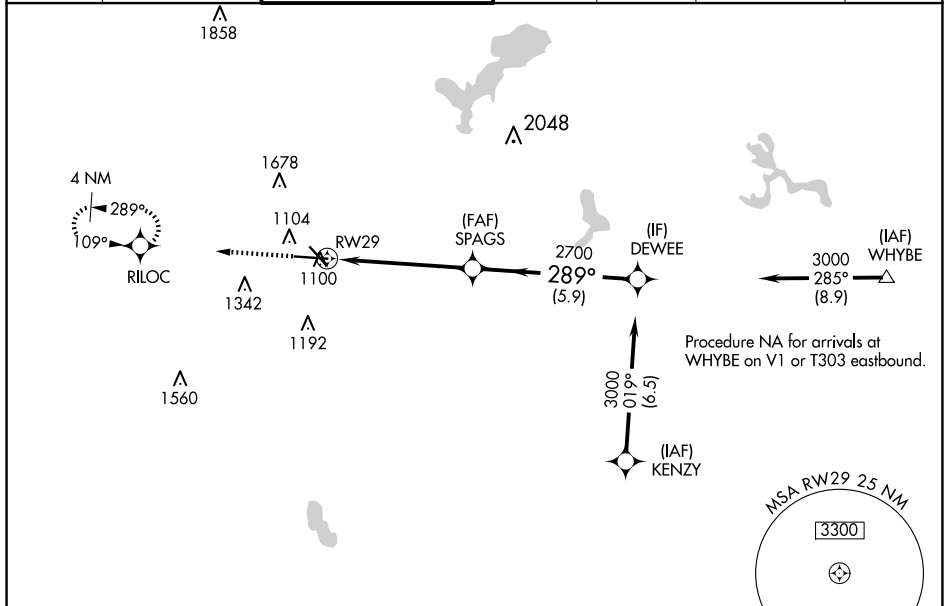 1858
2048
1678
4 NM
289°
109°
RILOC
1104
RW29
1100
1342
1192
1560
(FAF)
SPAGS
2700
289°
(5.9)
(IF)
DEWEE
3000
285°
(8.9)
(IAF)
WHYBE
Procedure NA for arrivals at
WHYBE on V1 or T303 eastbound.
3000
019°
(6.5)
(IAF)
KENZY
MSA RW29 25 NM
3300